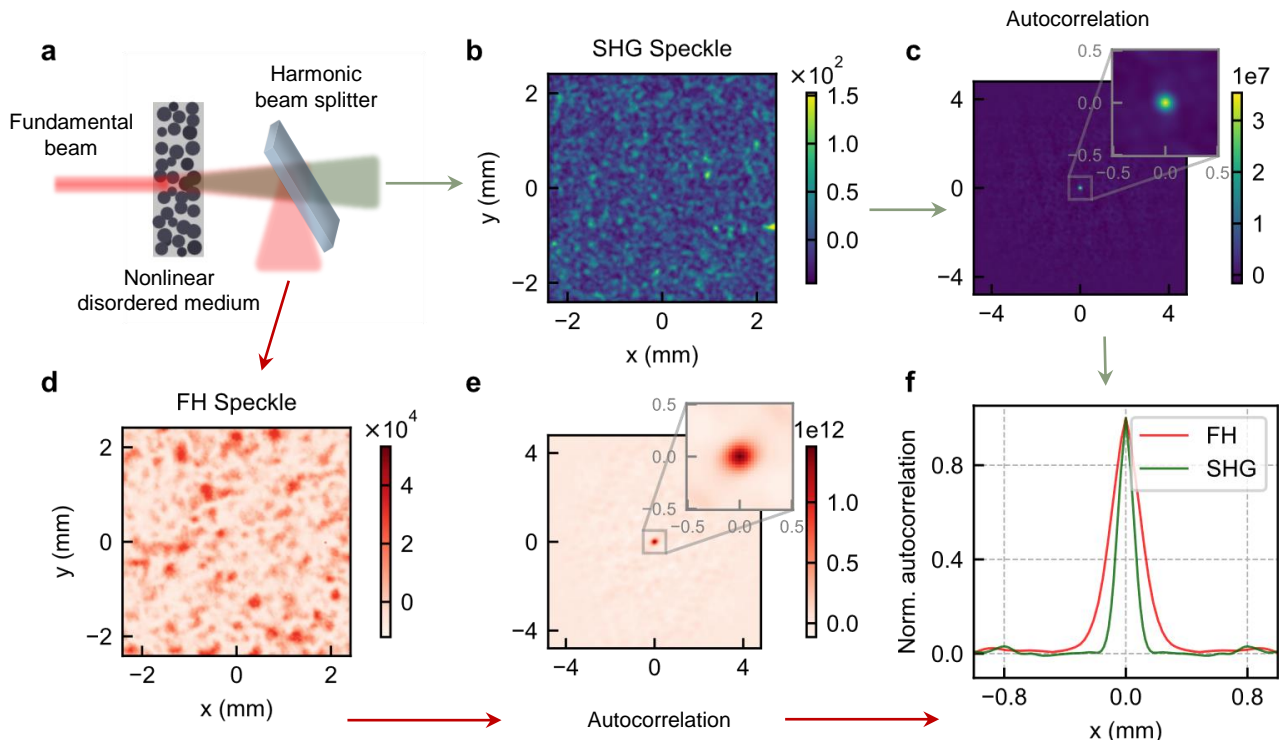 a
Fundamental
beam
Harmonic
beam splitter
Nonlinear
disordered medium
b
SHG Speckle
×10²
1.5
1.0
0.5
0.0
2
0
−2
y (mm)
−2 0 2
x (mm)
Autocorrelation
c
0.5
0.0
−0.5
−0.5 0.0 0.5
1e7
3
2
1
0
4
0
−4
−4 0 4
d
FH Speckle
×10⁴
4
2
0
2
0
−2
y (mm)
−2 0 2
x (mm)
e
0.5
0.0
−0.5
−0.5 0.0 0.5
1e12
1.0
0.5
0.0
4
0
−4
−4 0 4
Autocorrelation
f
FH
SHG
0.8
0.4
0.0
Norm. autocorrelation
−0.8 0.0 0.8
x (mm)